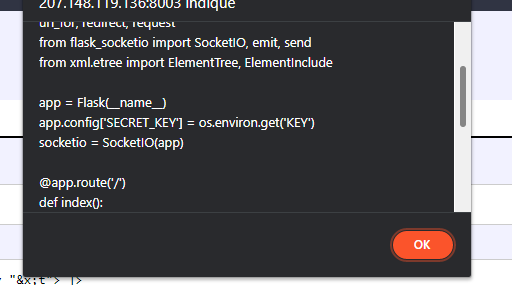 207.148.119.136:8003 indique
url_for, redirect, request
from flask_socketio import SocketIO, emit, send
from xml.etree import ElementTree, ElementInclude
app = Flask(__name__)
app.config['SECRET_KEY'] = os.environ.get('KEY')
socketio = SocketIO(app)
@app.route('/')
def index():
OK
"&x;t"> ]>